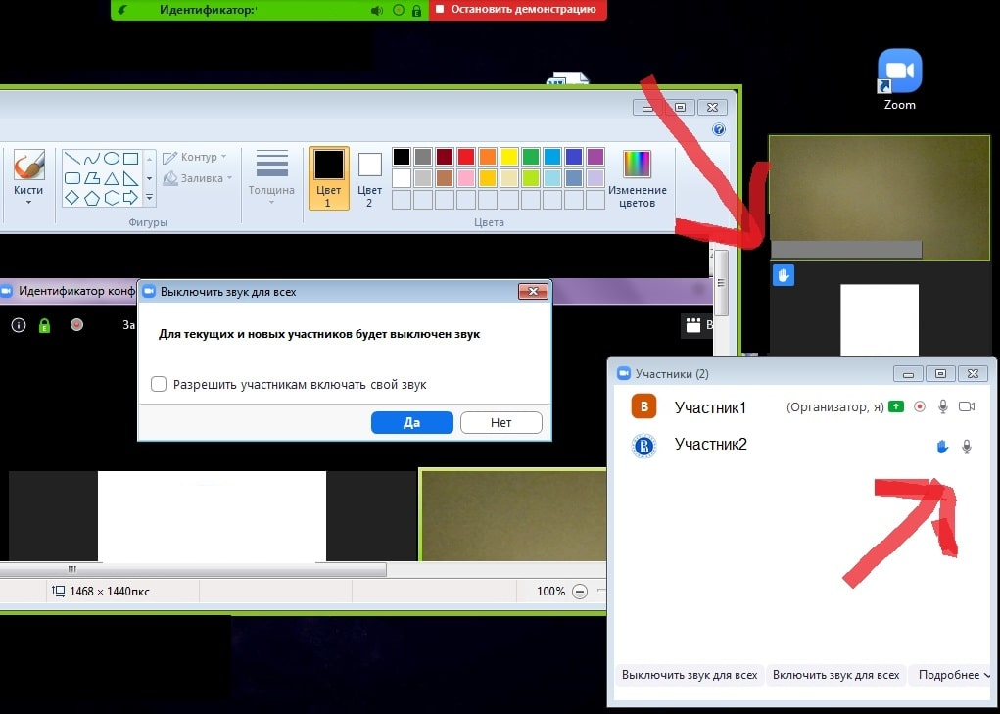 Идентификатор:
Остановить демонстрацию
Zoom
Кисти
Контур
Заливка
Фигуры
Толщина
Цвет
1
Цвет
2
Изменение
цветов
Цвета
Идентификатор конф
Выключить звук для всех
За
В
Для текущих и новых участников будет выключен звук
Разрешить участникам включать свой звук
Да
Нет
Участники (2)
В
Участник1
(Организатор, я)
Участник2
1468 × 1440пкс
100%
Выключить звук для всех
Включить звук для всех
Подробнее